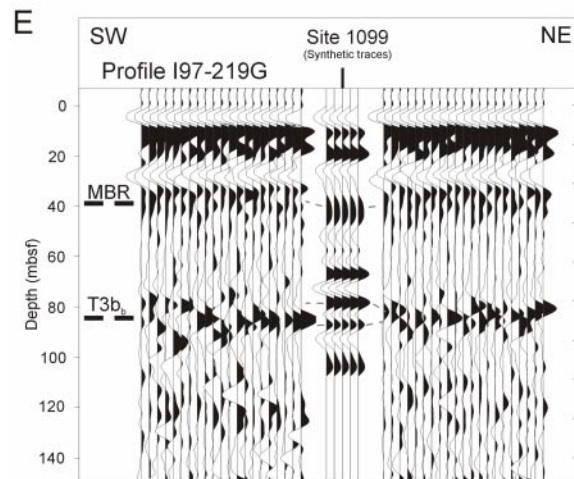 E
SW
Site 1099
NE
(Synthetic traces)
Profile I97-219G
0
20
MBR
40
60
80
T3b_b
100
120
140
Depth (mbsf)